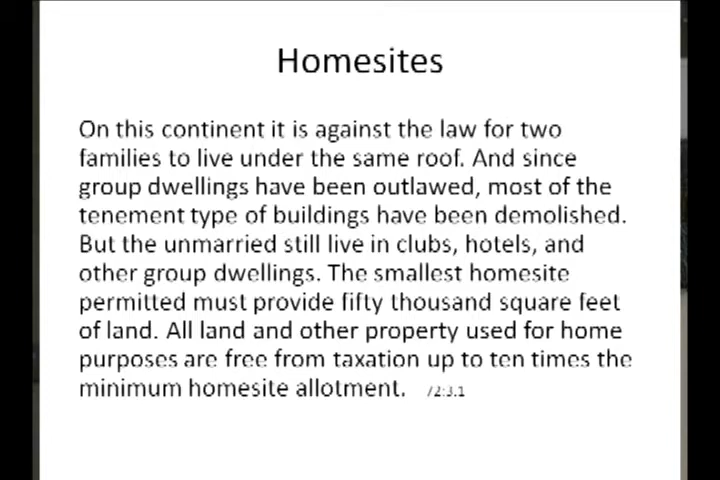 Homesites
On this continent it is against the law for two
families to live under the same roof. And since
group dwellings have been outlawed, most of the
tenement type of buildings have been demolished.
But the unmarried still live in clubs, hotels, and
other group dwellings. The smallest homesite
permitted must provide fifty thousand square feet
of land. All land and other property used for home
purposes are free from taxation up to ten times the
minimum homesite allotment. 72:3.1